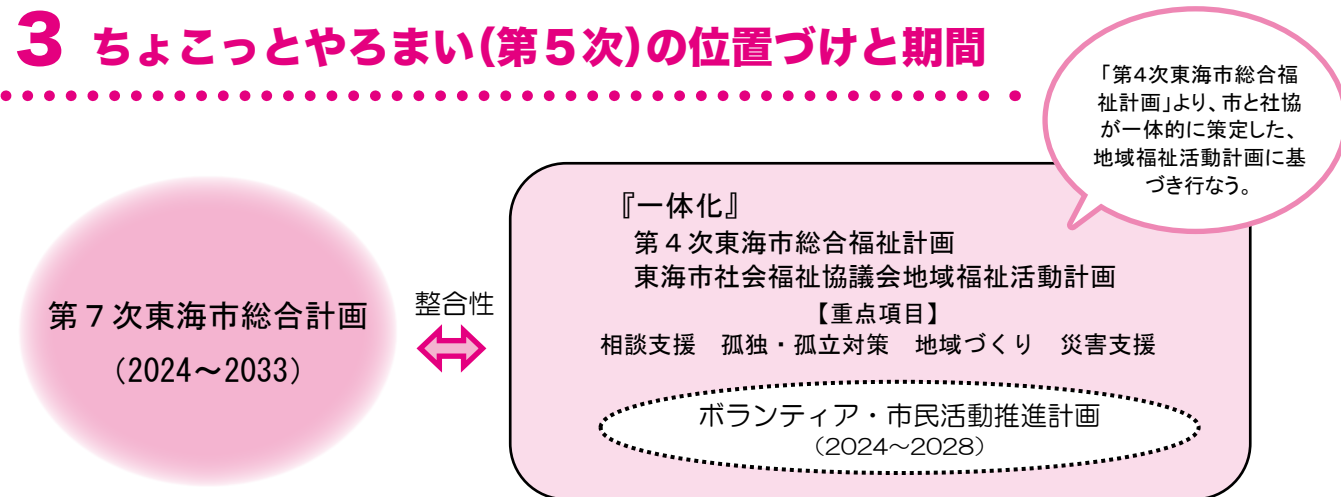 3 ちょこっとやろまい(第5次)の位置づけと期間
「第4次東海市総合福
祉計画」より、市と社協
が一体的に策定した、
地域福祉活動計画に基
づき行なう。
第7次東海市総合計画
(2024～2033)
整合性
『一体化』
第4次東海市総合福祉計画
東海市社会福祉協議会地域福祉活動計画
【重点項目】
相談支援 孤独・孤立対策 地域づくり 災害支援
ボランティア・市民活動推進計画
(2024～2028)